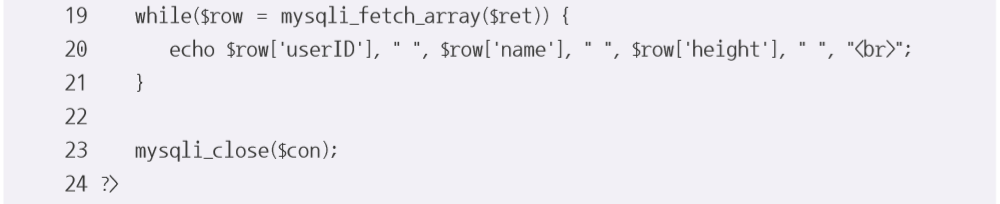 19 while($row = mysqli_fetch_array($ret)) {
20 echo $row['userID'], " ", $row['name'], " ", $row['height'], " ", "<br>";
21 }
22
23 mysqli_close($con);
24 ?>